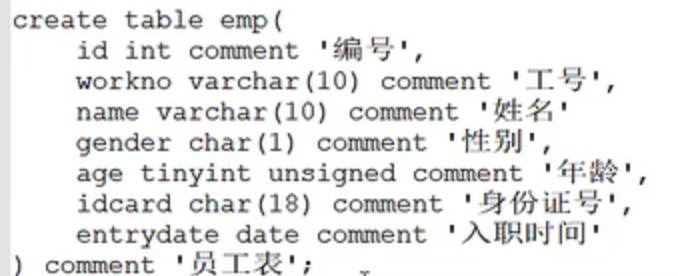 create table emp(
    id int comment '编号',
    workno varchar(10) comment '工号',
    name varchar(10) comment '姓名'
    gender char(1) comment '性别',
    age tinyint unsigned comment '年龄',
    idcard char(18) comment '身份证号',
    entrydate date comment '入职时间'
) comment '员工表';